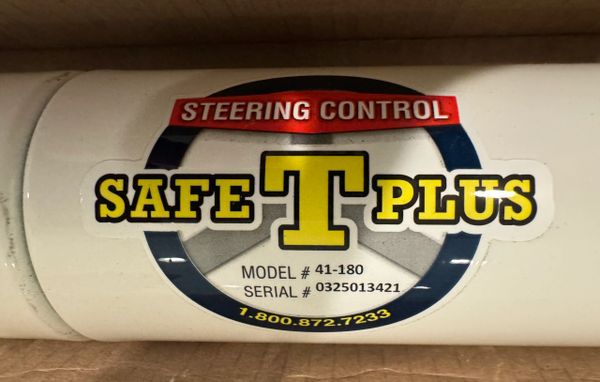 STEERING CONTROL
SAFE T PLUS
MODEL # 41-180
SERIAL # 0325013421
1.800.872.7233